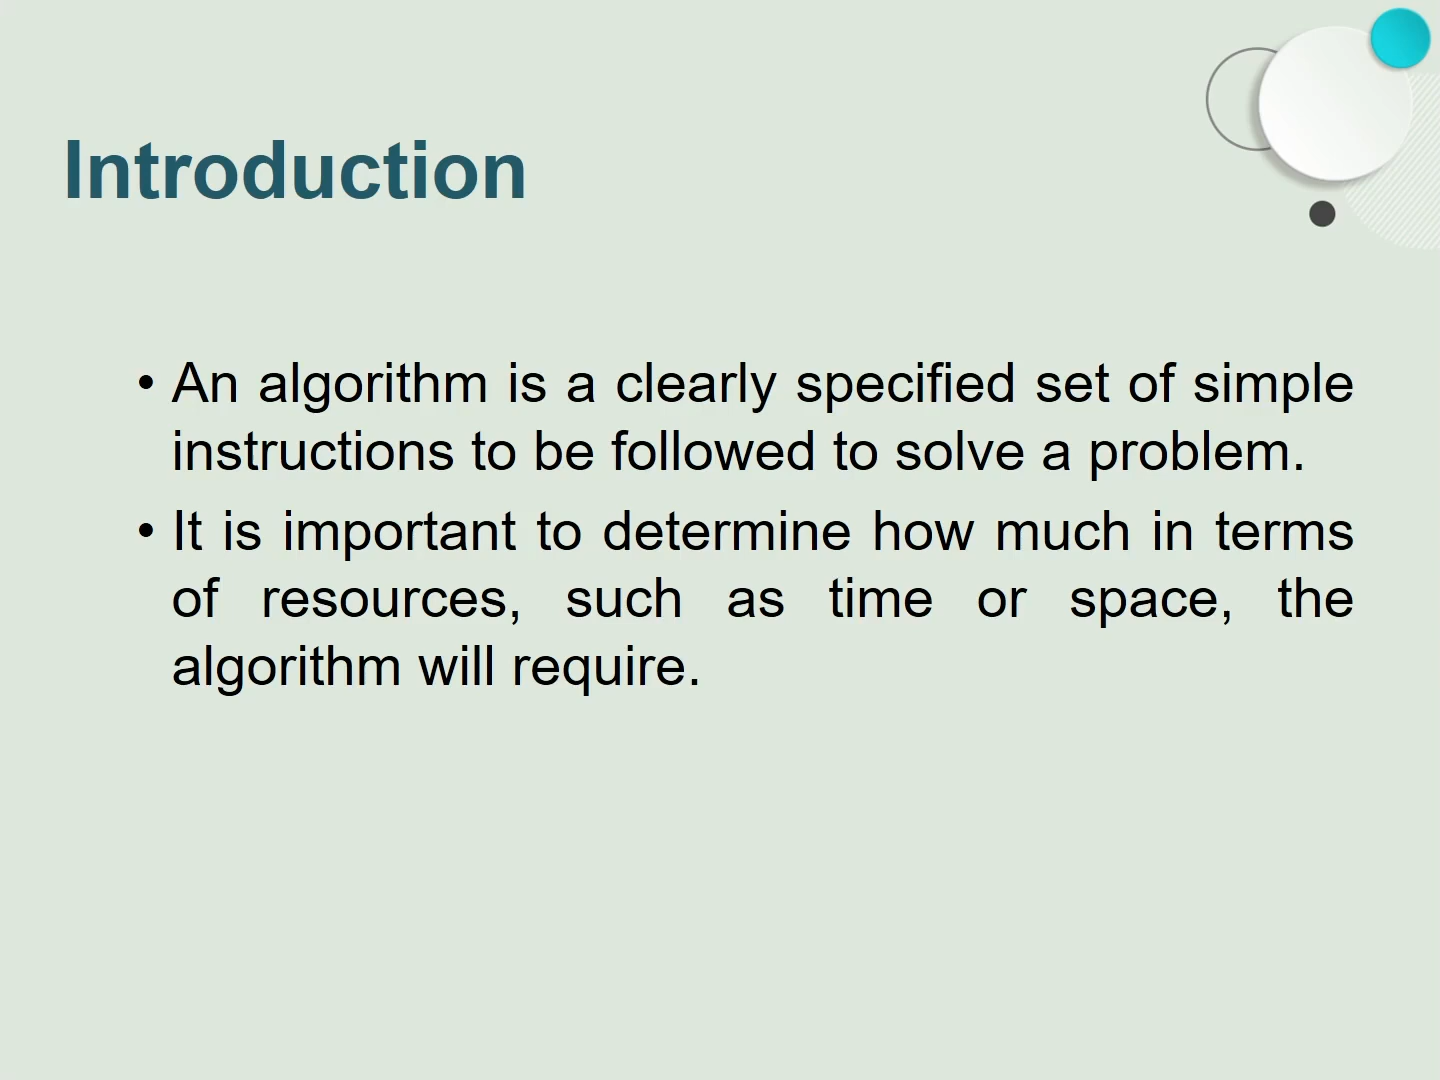 Introduction
• An algorithm is a clearly specified set of simple
instructions to be followed to solve a problem.
• It is important to determine how much in terms
of resources, such as time or space, the
algorithm will require.